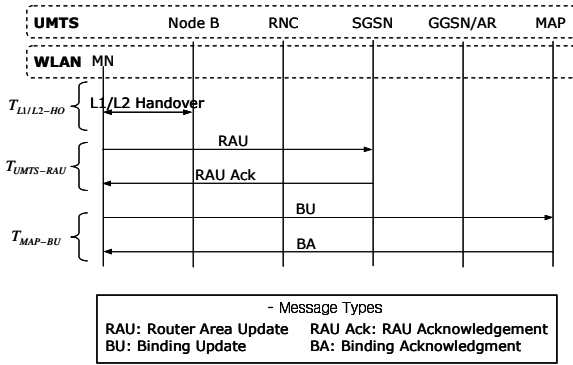 UMTS Node B RNC SGSN GGSN/AR MAP
WLAN MN
T_{L1/L2-HO} L1/L2 Handover
RAU
T_{UMTS-RAU}
RAU Ack
BU
T_{MAP-BU}
BA
- Message Types
RAU: Router Area Update RAU Ack: RAU Acknowledgement
BU: Binding Update BA: Binding Acknowledgment